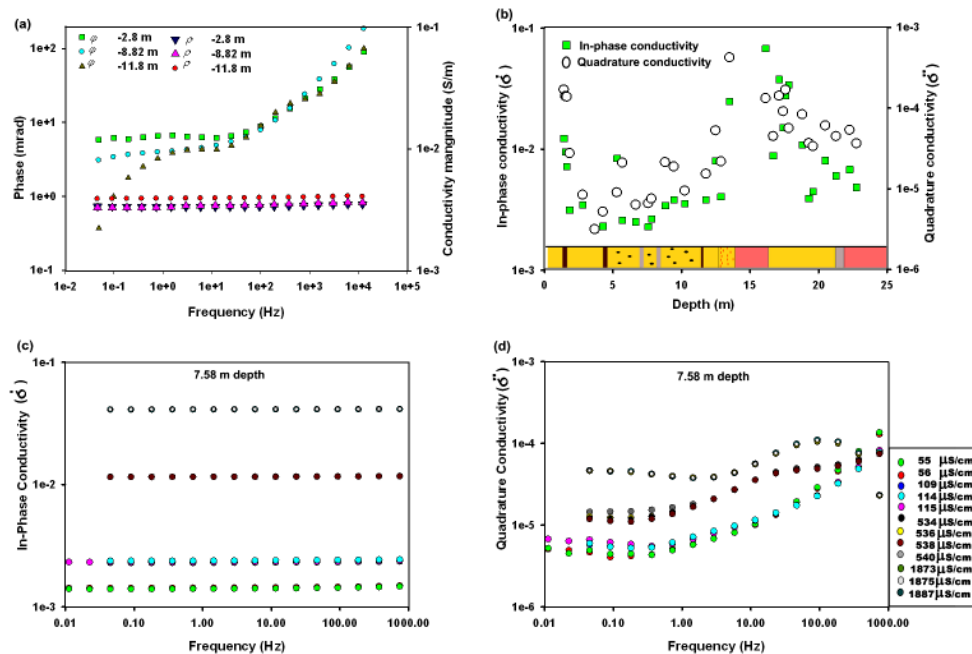 (a)
1e+2
1e+1
1e+0
1e-1
Phase (mrad)
φ -2.8 m
φ -8.82 m
φ -11.8 m
-2.8 m
-8.82 m
-11.8 m
1e-1
1e-2
1e-3
Conductivity magnitude (S/m)
1e-2 1e-1 1e+0 1e+1 1e+2 1e+3 1e+4 1e+5
Frequency (Hz)
(b)
1e-1
1e-2
1e-3
In-phase conductivity (σ́)
In-phase conductivity
Quadrature conductivity
1e-3
1e-4
1e-5
1e-6
Quadrature conductivity (σ̋)
0 5 10 15 20 25
Depth (m)
(c)
7.58 m depth
1e-1
1e-2
1e-3
In-Phase Conductivity (σ́)
0.01 0.10 1.00 10.00 100.00 1000.00
Frequency (Hz)
(d)
7.58 m depth
1e-3
1e-4
1e-5
1e-6
Quadrature Conductivity (σ̋)
0.01 0.10 1.00 10.00 100.00 1000.00
Frequency (Hz)
55 μS/cm
56 μS/cm
109 μS/cm
114 μS/cm
115 μS/cm
534 μS/cm
536 μS/cm
538 μS/cm
540 μS/cm
1873 μS/cm
1875 μS/cm
1887 μS/cm